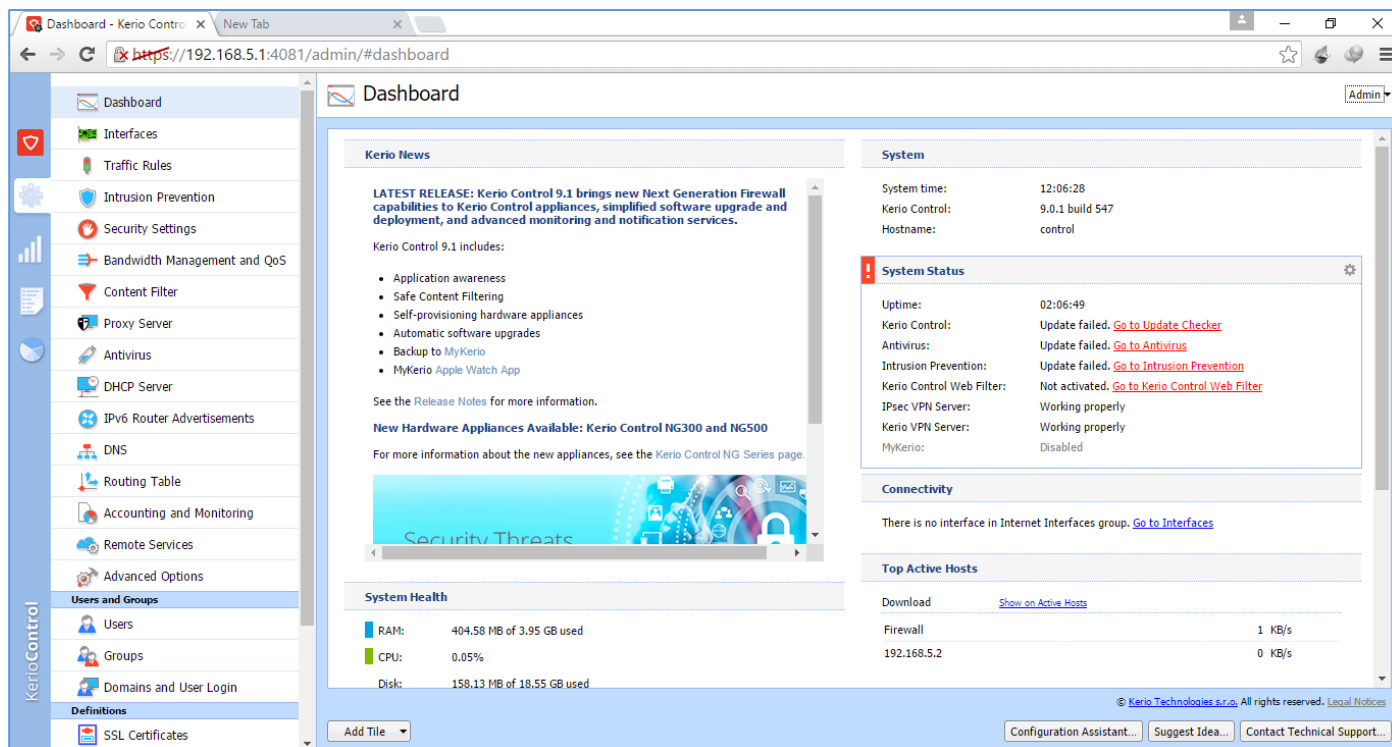 Dashboard - Kerio Contro
New Tab
https://192.168.5.1:4081/admin/#dashboard
Dashboard
Interfaces
Traffic Rules
Intrusion Prevention
Security Settings
Bandwidth Management and QoS
Content Filter
Proxy Server
Antivirus
DHCP Server
IPv6 Router Advertisements
DNS
Routing Table
Accounting and Monitoring
Remote Services
Advanced Options
Users and Groups
Users
Groups
Domains and User Login
Definitions
SSL Certificates
KerioControl
Dashboard
Admin
Kerio News
LATEST RELEASE: Kerio Control 9.1 brings new Next Generation Firewall
capabilities to Kerio Control appliances, simplified software upgrade and
deployment, and advanced monitoring and notification services.
Kerio Control 9.1 includes:
• Application awareness
• Safe Content Filtering
• Self-provisioning hardware appliances
• Automatic software upgrades
• Backup to MyKerio
• MyKerio Apple Watch App
See the Release Notes for more information.
New Hardware Appliances Available: Kerio Control NG300 and NG500
For more information about the new appliances, see the Kerio Control NG Series page.
Security Threats
System Health
RAM: 404.58 MB of 3.95 GB used
CPU: 0.05%
Disk: 158.13 MB of 18.55 GB used
System
System time: 12:06:28
Kerio Control: 9.0.1 build 547
Hostname: control
System Status
Uptime: 02:06:49
Kerio Control: Update failed. Go to Update Checker
Antivirus: Update failed. Go to Antivirus
Intrusion Prevention: Update failed. Go to Intrusion Prevention
Kerio Control Web Filter: Not activated. Go to Kerio Control Web Filter
IPsec VPN Server: Working properly
Kerio VPN Server: Working properly
MyKerio: Disabled
Connectivity
There is no interface in Internet Interfaces group. Go to Interfaces
Top Active Hosts
Download Show on Active Hosts
Firewall 1 KB/s
192.168.5.2 0 KB/s
© Kerio Technologies s.r.o. All rights reserved. Legal Notices
Add Tile
Configuration Assistant...
Suggest Idea...
Contact Technical Support...